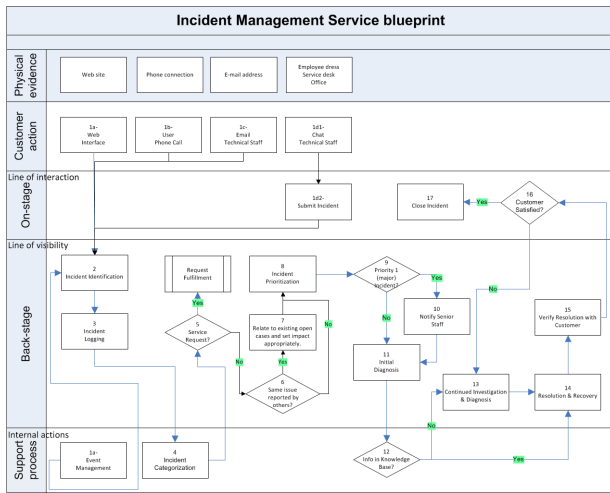 Incident Management Service blueprint
Physical
evidence
Web site
Phone connection
E-mail address
Employee dress
Service desk
Office
Customer
action
1a-
Web
Interface
1b-
User
Phone Call
1c-
Email
Technical Staff
1d1-
Chat
Technical Staff
Line of interaction
On-stage
1d2-
Submit Incident
17
Close Incident
Yes
16
Customer
Satisfied?
Line of visibility
Back-stage
2
Incident Identification
Request
Fulfillment
8
Incident
Prioritization
9
Priority 1
(major)
Incident?
Yes
No
10
Notify Senior
Staff
3
Incident
Logging
Yes
5
Service
Request?
No
7
Relate to existing open
cases and set impact
appropriately.
No
Yes
6
Same issue
reported by
others?
No
11
Initial
Diagnosis
15
Verify Resolution with
Customer
13
Continued Investigation
& Diagnosis
14
Resolution & Recovery
No
Internal actions
Support
process
1a-
Event
Management
4
Incident
Categorization
12
Info in Knowledge
Base?
Yes